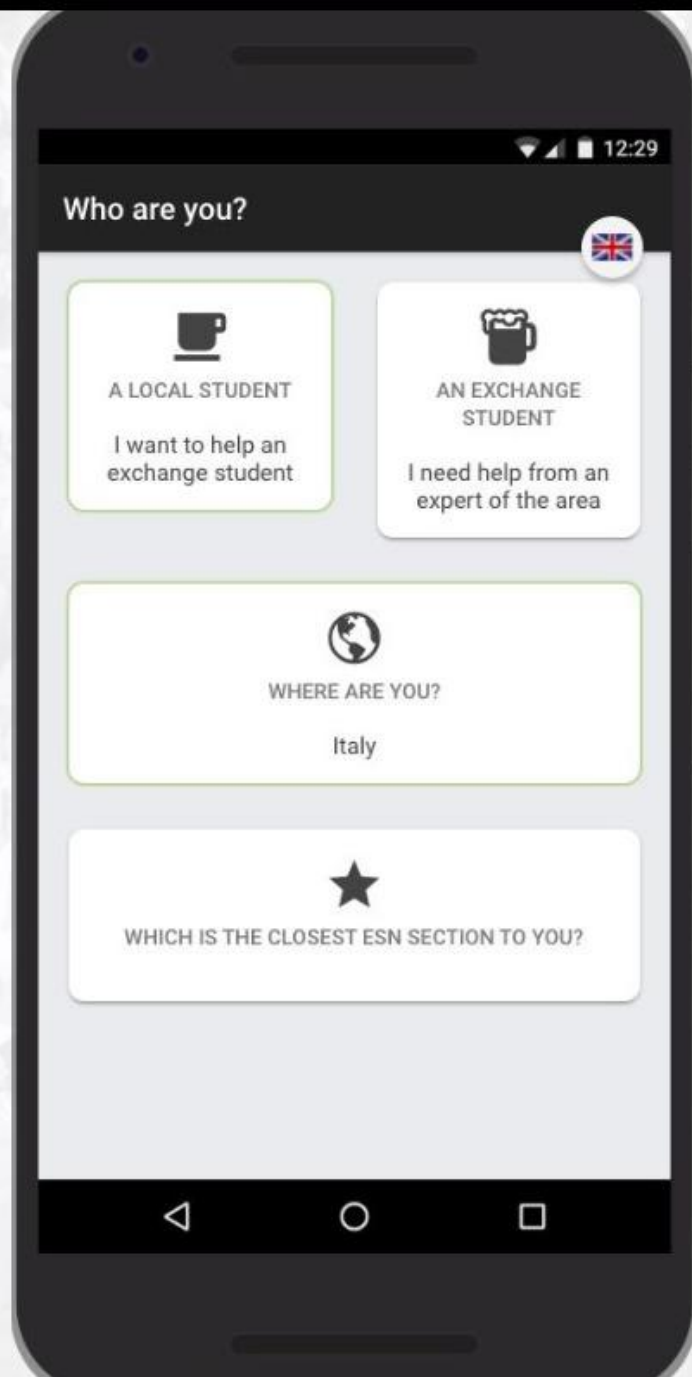 12:29
Who are you?
A LOCAL STUDENT
I want to help an
exchange student
AN EXCHANGE
STUDENT
I need help from an
expert of the area
WHERE ARE YOU?
Italy
WHICH IS THE CLOSEST ESN SECTION TO YOU?